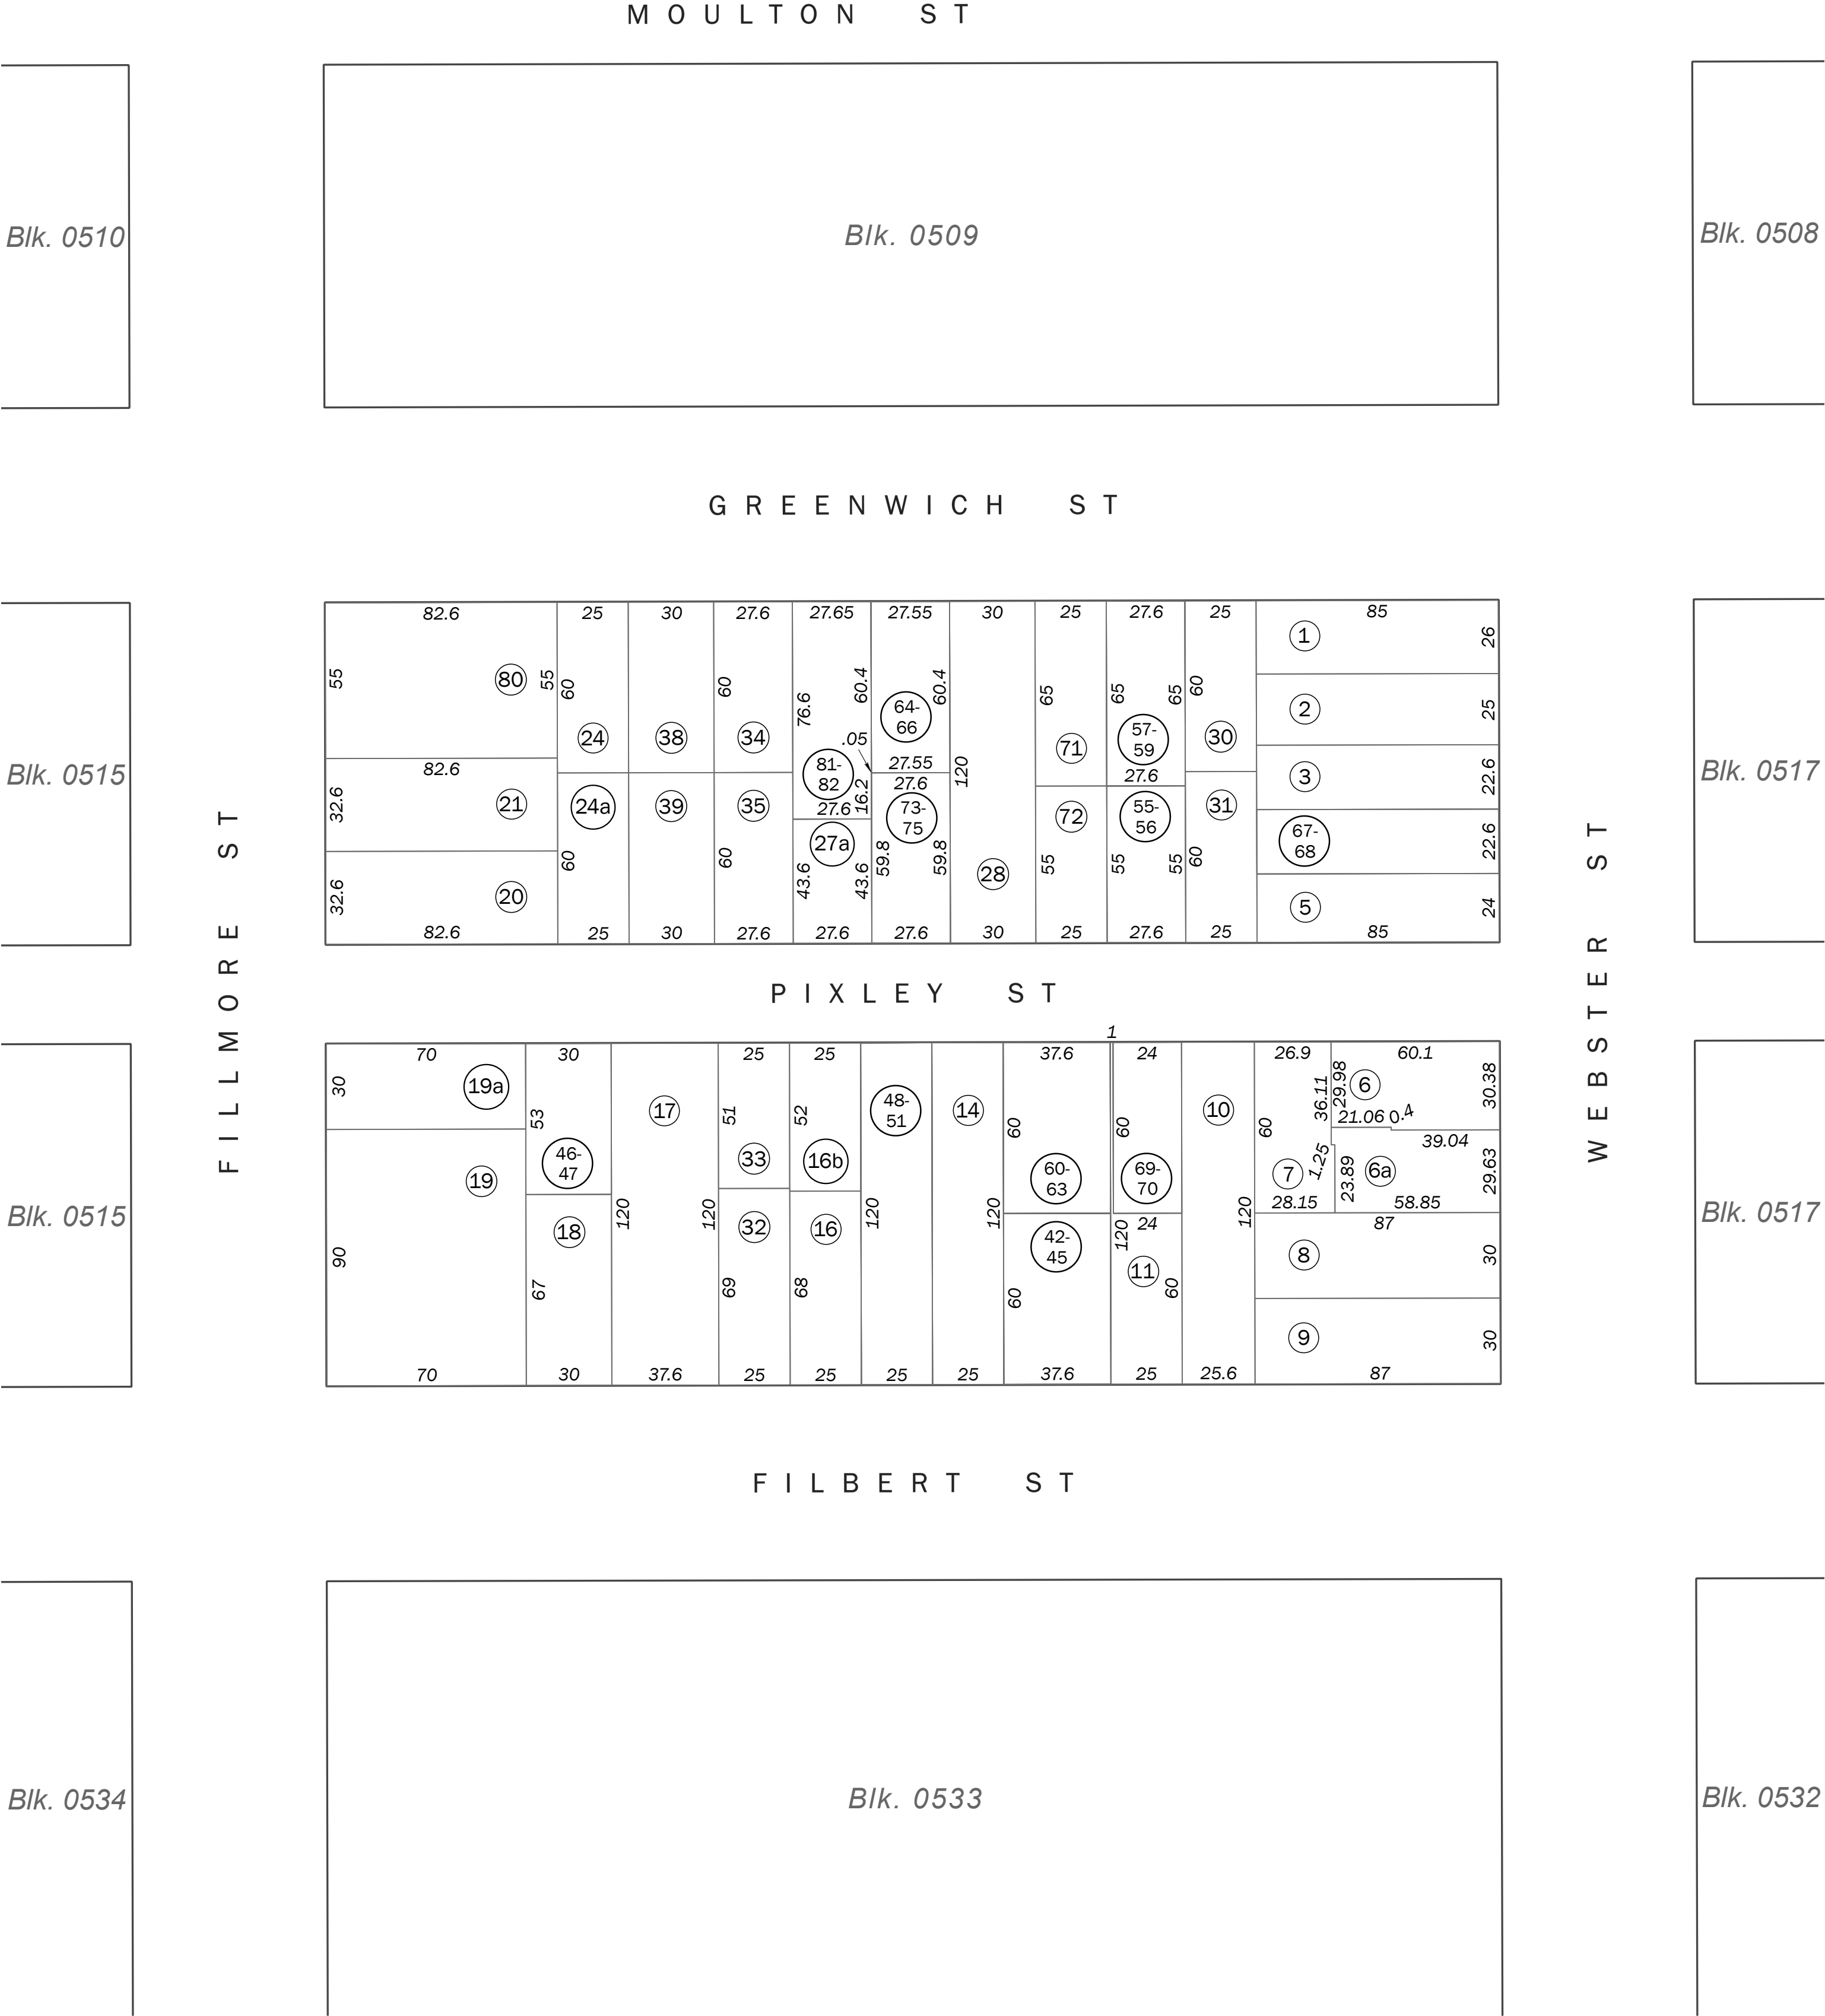 MOULTON ST
Blk. 0510
Blk. 0509
Blk. 0508
GREENWICH ST
82.6 25 30 27.6 27.65 27.55 30 25 27.6 25 85
1 26
55 80 55 60 60 76.6 60.4 60.4 65 65 65 60
64-
66
2 25
24 38 34 .05 71 57-
59
30
27.55 27.6
82.6 81-
82
120 27.6
Blk. 0515
3 22.6
Blk. 0517
32.6 21 24a 39 35 27.6 16.2 73-
75
72 55-
56
31
67-
68
22.6
27a
60 60 43.6 43.6 59.8 59.8 28 55 55 55 60
32.6 20
5 24
82.6 25 30 27.6 27.6 27.6 30 25 27.6 25 85
FILLMORE ST
WEBSTER ST
PIXLEY ST
1
70 30 25 25 37.6 24 26.9 60.1
30 19a 53 17 51 52 48-
51
14 60 60 10 60 36.11 29.98 6 30.38
21.06 0.4
39.04
46-
47
33 16b 60-
63
69-
70
7 1.25 23.89 6a 29.63
28.15 58.85
19
Blk. 0515
18 120 120 32 16 120 120 24 120 87
Blk. 0517
42-
45
120 11 8 30
90 67 69 68 60 60
9 30
70 30 37.6 25 25 25 25 37.6 25 25.6 87
FILBERT ST
Blk. 0534
Blk. 0533
Blk. 0532